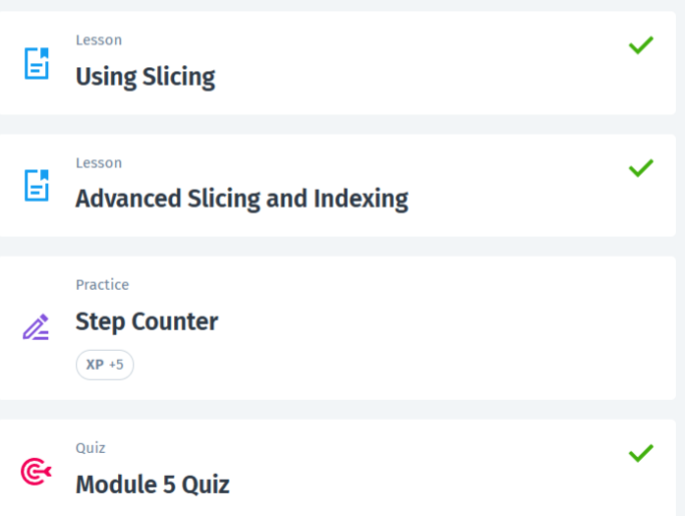 Lesson
Using Slicing
Lesson
Advanced Slicing and Indexing
Practice
Step Counter
XP +5
Quiz
Module 5 Quiz